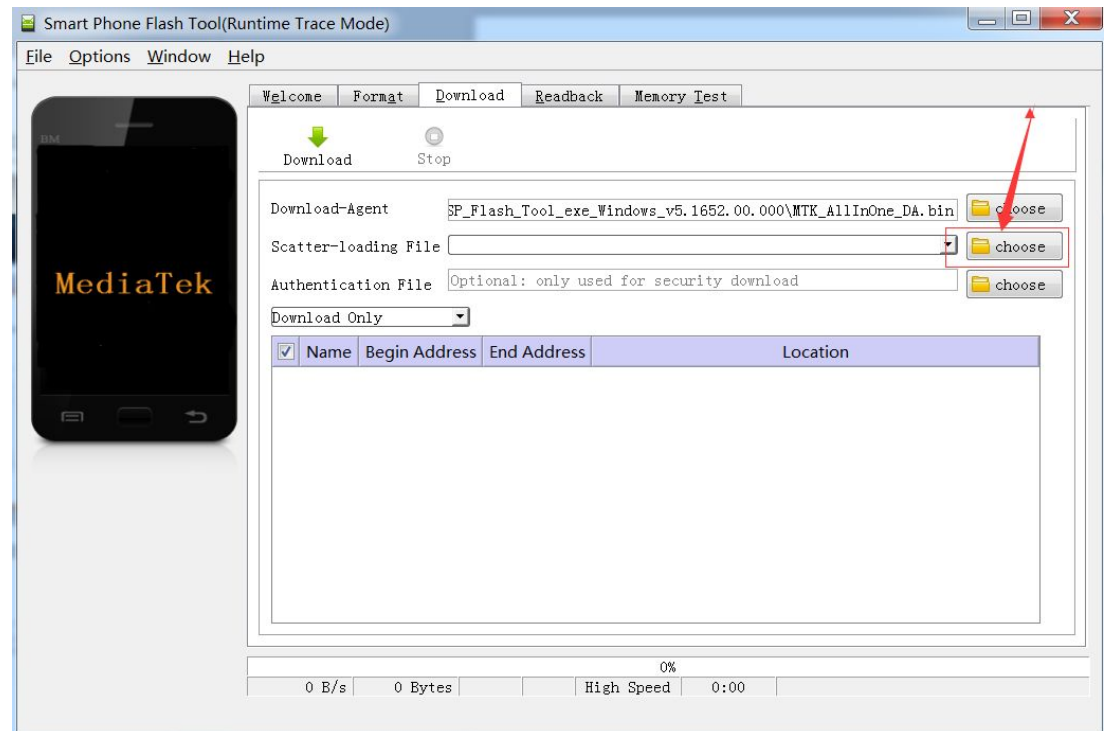 Smart Phone Flash Tool(Runtime Trace Mode)
File Options Window Help
Welcome Format Download Readback Memory Test
BM
Download Stop
Download-Agent SP_Flash_Tool_exe_Windows_v5.1652.00.000\MTK_AllInOne_DA.bin choose
Scatter-loading File choose
Authentication File Optional: only used for security download choose
MediaTek
Download Only
Name Begin Address End Address Location
0%
0 B/s 0 Bytes High Speed 0:00